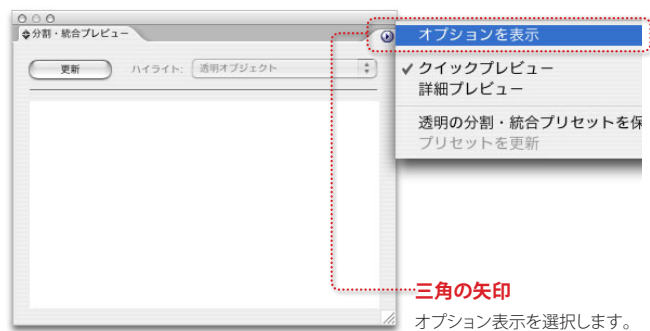 分割・統合プレビュー
更新
ハイライト:
透明オブジェクト
オプションを表示
✓ クイックプレビュー
詳細プレビュー
透明の分割・統合プリセットを保
プリセットを更新
三角の矢印
オプション表示を選択します。